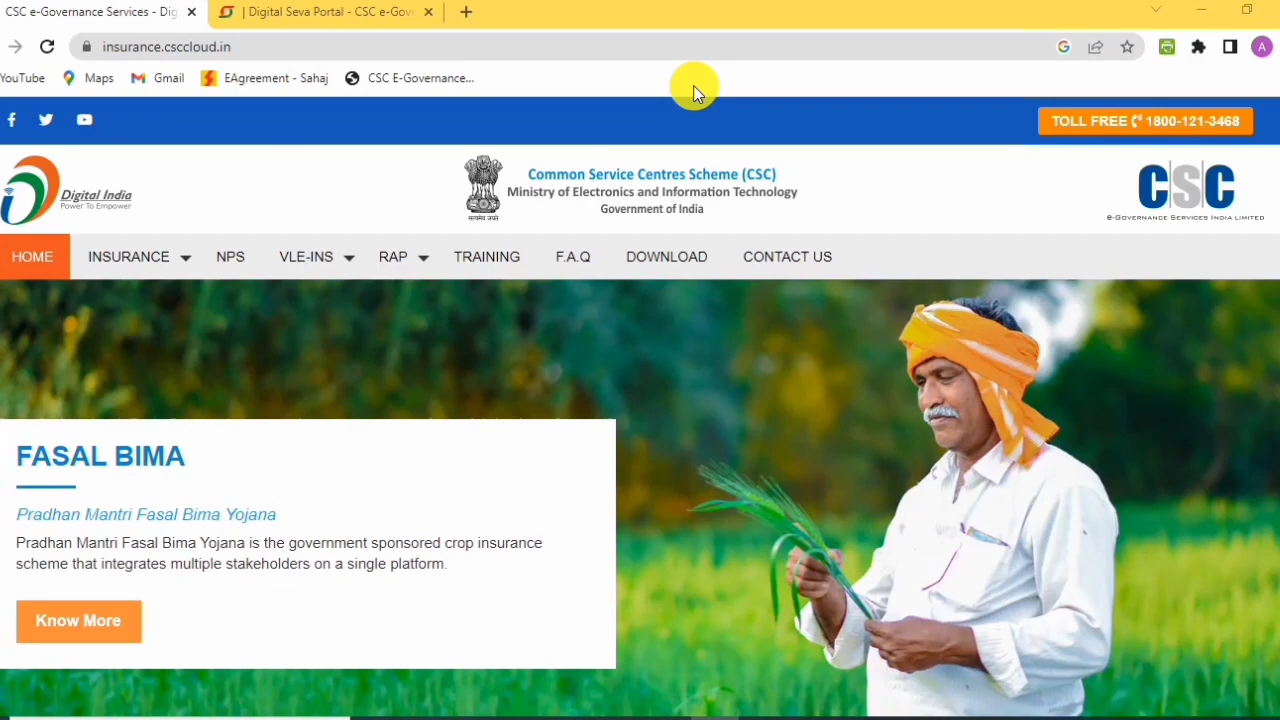 CSC e-Governance Services - Dig
| Digital Seva Portal - CSC e-Gov
insurance.csccloud.in
A
YouTube
Maps
Gmail
EAgreement - Sahaj
CSC E-Governance...
TOLL FREE 1800-121-3468
Digital India
Power To Empower
सत्यमेव जयते
Common Service Centres Scheme (CSC)
Ministry of Electronics and Information Technology
Government of India
CSC
e-GOVERNANCE SERVICES INDIA LIMITED
HOME
INSURANCE
NPS
VLE-INS
RAP
TRAINING
F.A.Q
DOWNLOAD
CONTACT US
FASAL BIMA
Pradhan Mantri Fasal Bima Yojana
Pradhan Mantri Fasal Bima Yojana is the government sponsored crop insurance
scheme that integrates multiple stakeholders on a single platform.
Know More